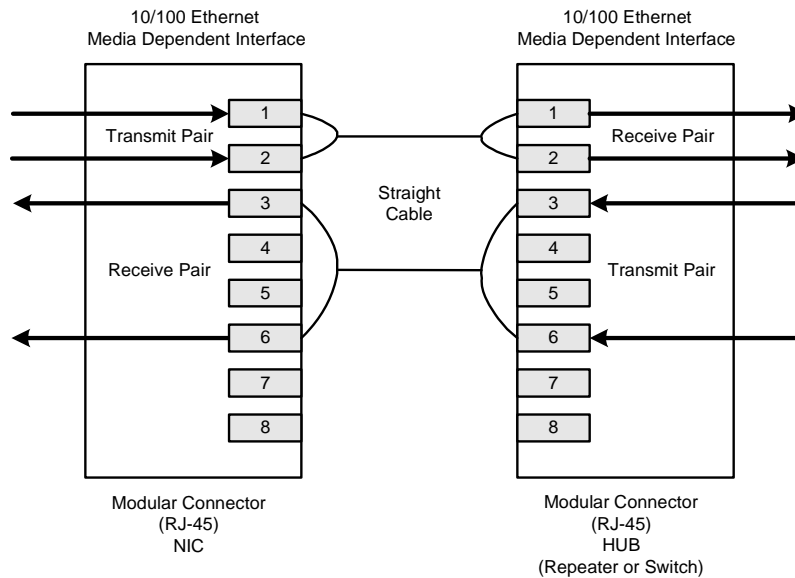 10/100 Ethernet
Media Dependent Interface
10/100 Ethernet
Media Dependent Interface
1
Transmit Pair
2
3
4
Receive Pair
5
6
7
8
Straight
Cable
1
Receive Pair
2
3
4
Transmit Pair
5
6
7
8
Modular Connector
(RJ-45)
NIC
Modular Connector
(RJ-45)
HUB
(Repeater or Switch)